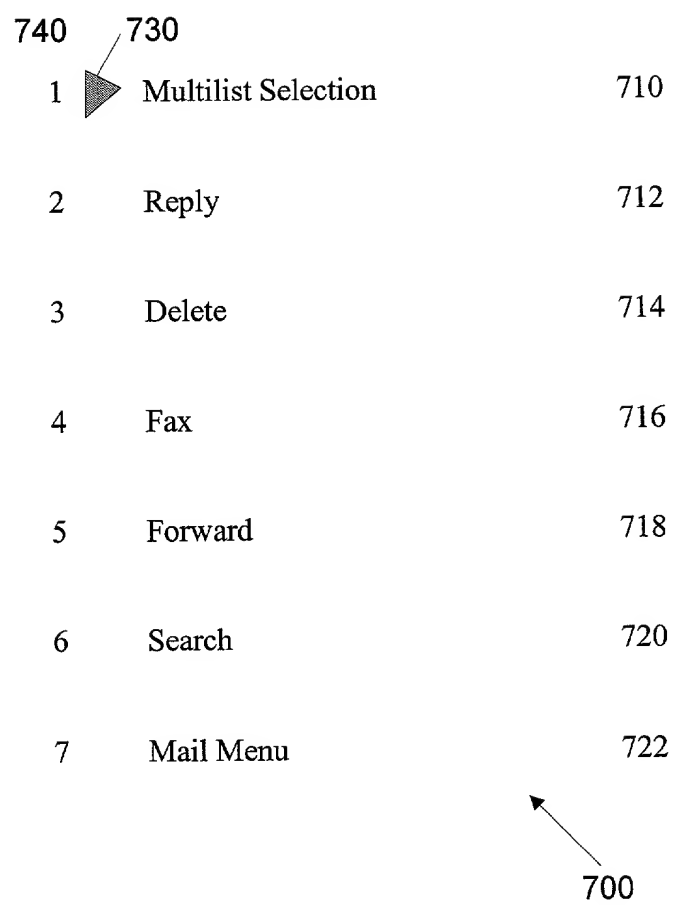 740 730
1 Multilist Selection 710
2 Reply 712
3 Delete 714
4 Fax 716
5 Forward 718
6 Search 720
7 Mail Menu 722
700